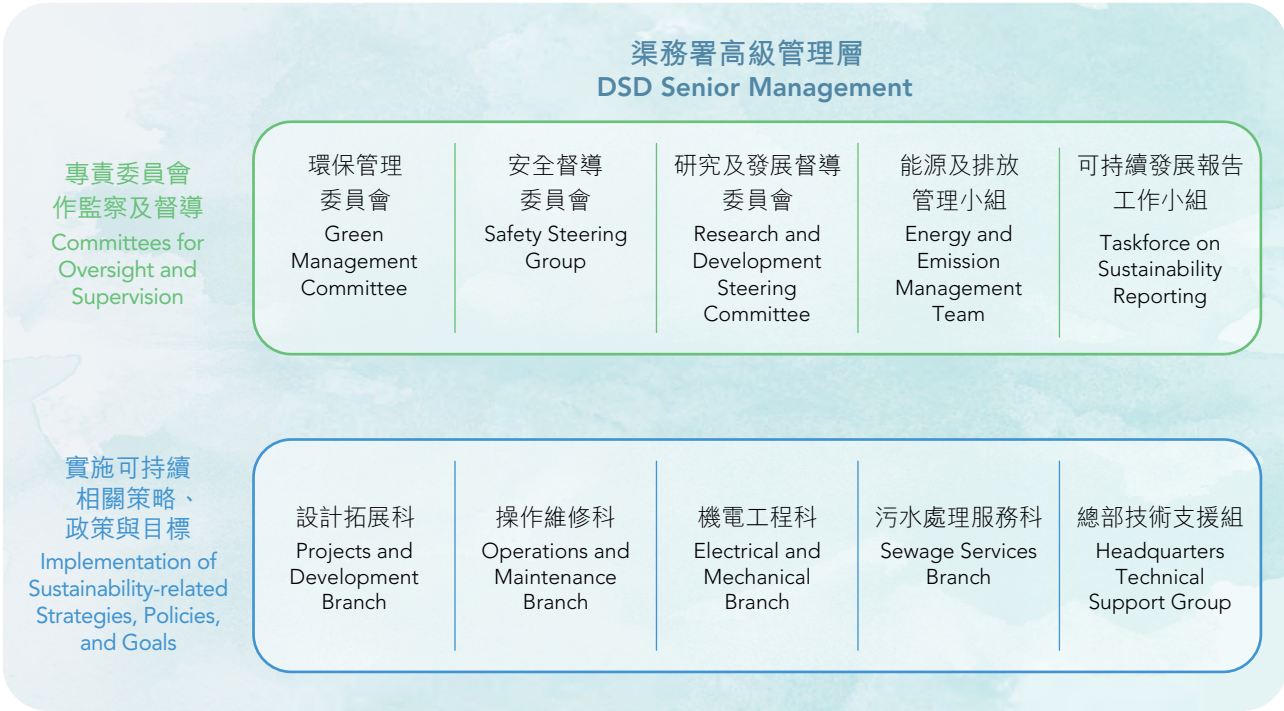 渠務署高級管理層
DSD Senior Management
專責委員會
作監察及督導
Committees for
Oversight and
Supervision
環保管理
委員會
Green
Management
Committee
安全督導
委員會
Safety Steering
Group
研究及發展督導
委員會
Research and
Development
Steering
Committee
能源及排放
管理小組
Energy and
Emission
Management
Team
可持續發展報告
工作小組
Taskforce on
Sustainability
Reporting
實施可持續
相關策略、
政策與目標
Implementation of
Sustainability-related
Strategies, Policies,
and Goals
設計拓展科
Projects and
Development
Branch
操作維修科
Operations and
Maintenance
Branch
機電工程科
Electrical and
Mechanical
Branch
污水處理服務科
Sewage Services
Branch
總部技術支援組
Headquarters
Technical
Support Group